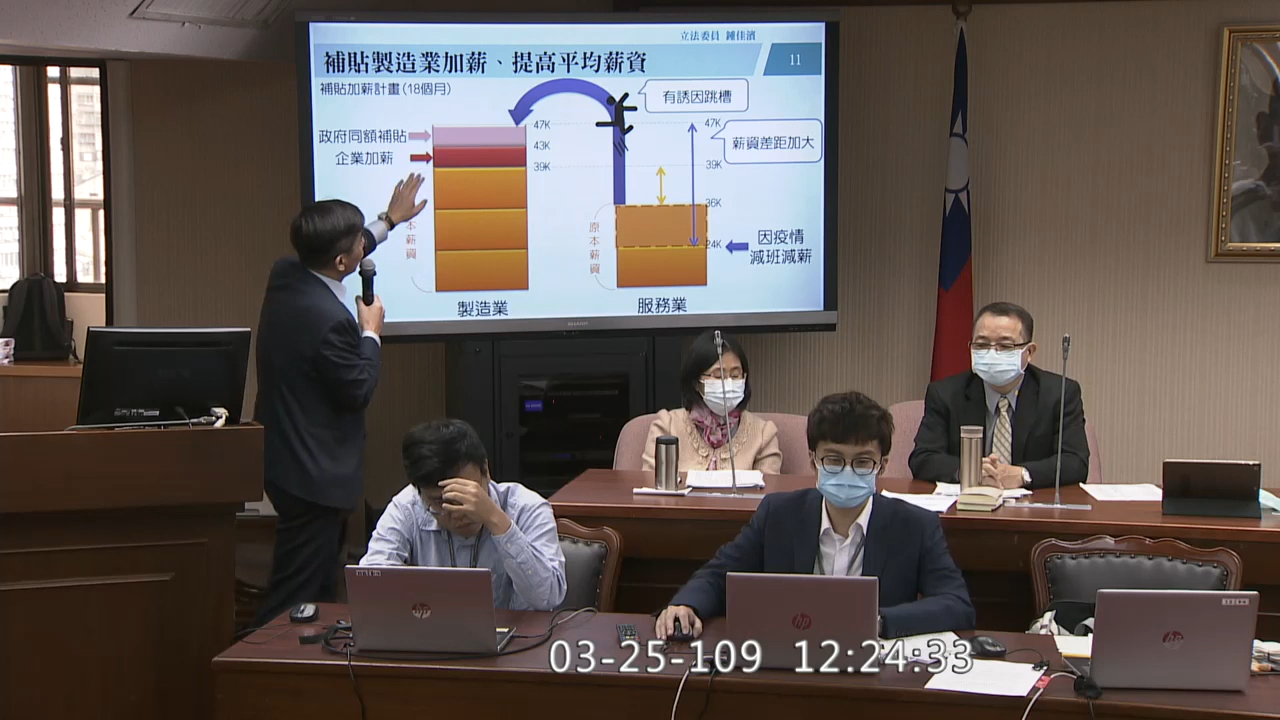 立法委員 鍾佳濱
補貼製造業加薪、提高平均薪資
11
補貼加薪計畫(18個月)
有誘因跳槽
政府同額補貼
企業加薪
47K
43K
39K
47K
薪資差距加大
39K
36K
24K
本薪資
原本薪資
因疫情
減班減薪
製造業
服務業
SHARP
hp
hp
hp
03-25-109 12:24:33